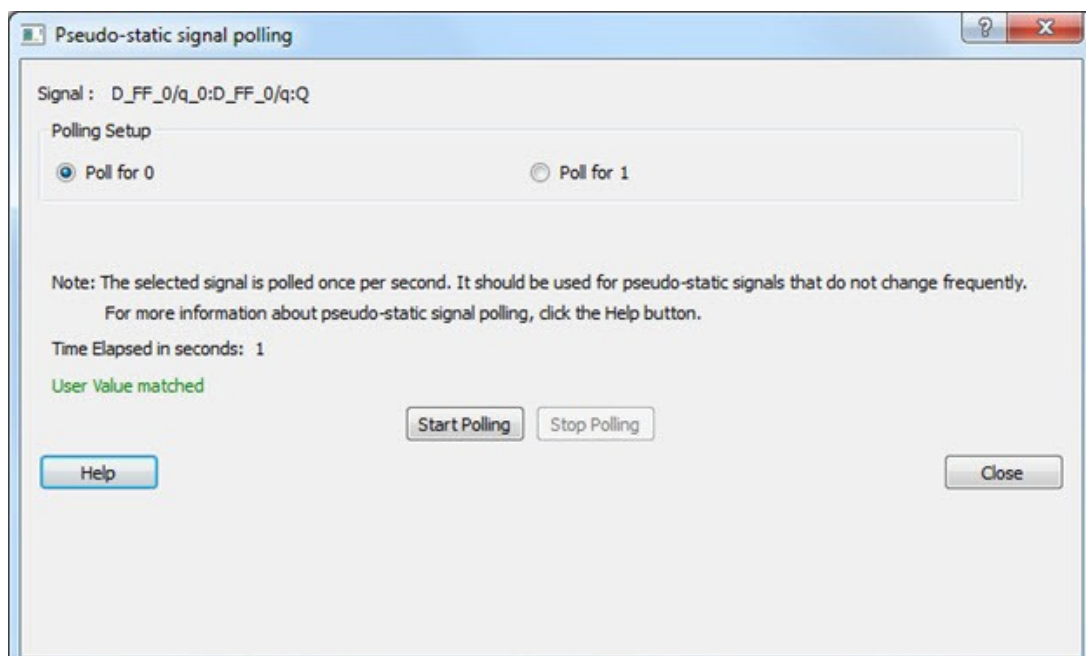 Pseudo-static signal polling
Signal : D_FF_0/q_0:D_FF_0/q:Q
Polling Setup
Poll for 0 Poll for 1
Note: The selected signal is polled once per second. It should be used for pseudo-static signals that do not change frequently.
For more information about pseudo-static signal polling, click the Help button.
Time Elapsed in seconds: 1
User Value matched
Start Polling Stop Polling
Help Close